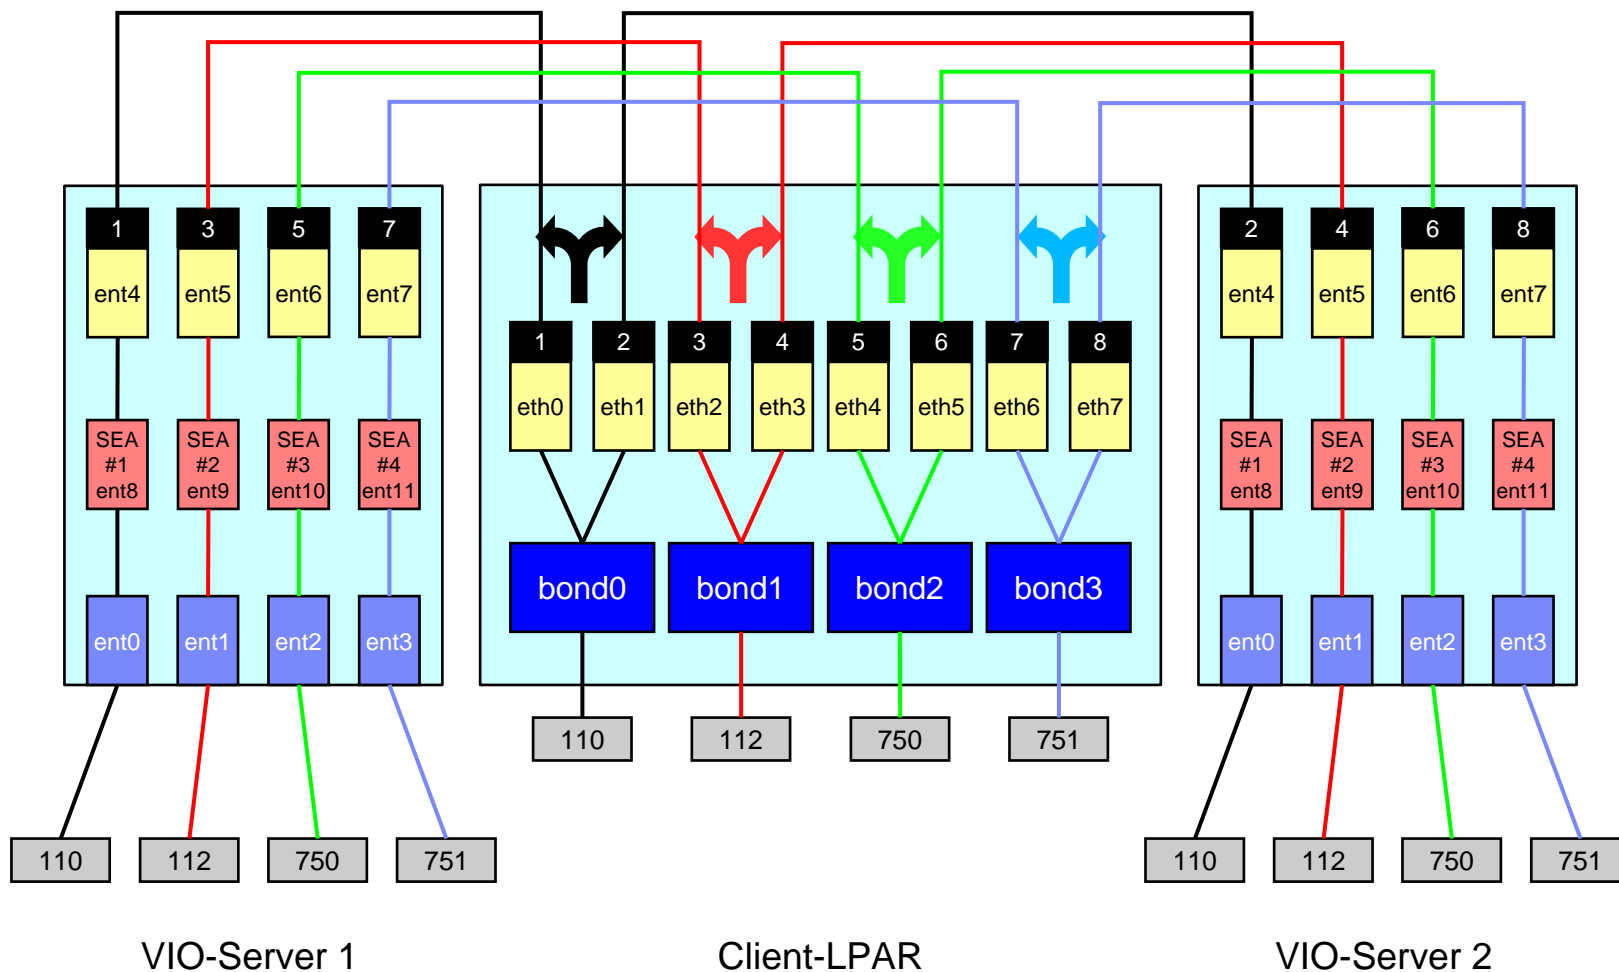 1
3
5
7
ent4
ent5
ent6
ent7
SEA
#1
ent8
SEA
#2
ent9
SEA
#3
ent10
SEA
#4
ent11
ent0
ent1
ent2
ent3
110
112
750
751
VIO-Server 1
1
2
3
4
5
6
7
8
eth0
eth1
eth2
eth3
eth4
eth5
eth6
eth7
bond0
bond1
bond2
bond3
110
112
750
751
Client-LPAR
2
4
6
8
ent4
ent5
ent6
ent7
SEA
#1
ent8
SEA
#2
ent9
SEA
#3
ent10
SEA
#4
ent11
ent0
ent1
ent2
ent3
110
112
750
751
VIO-Server 2